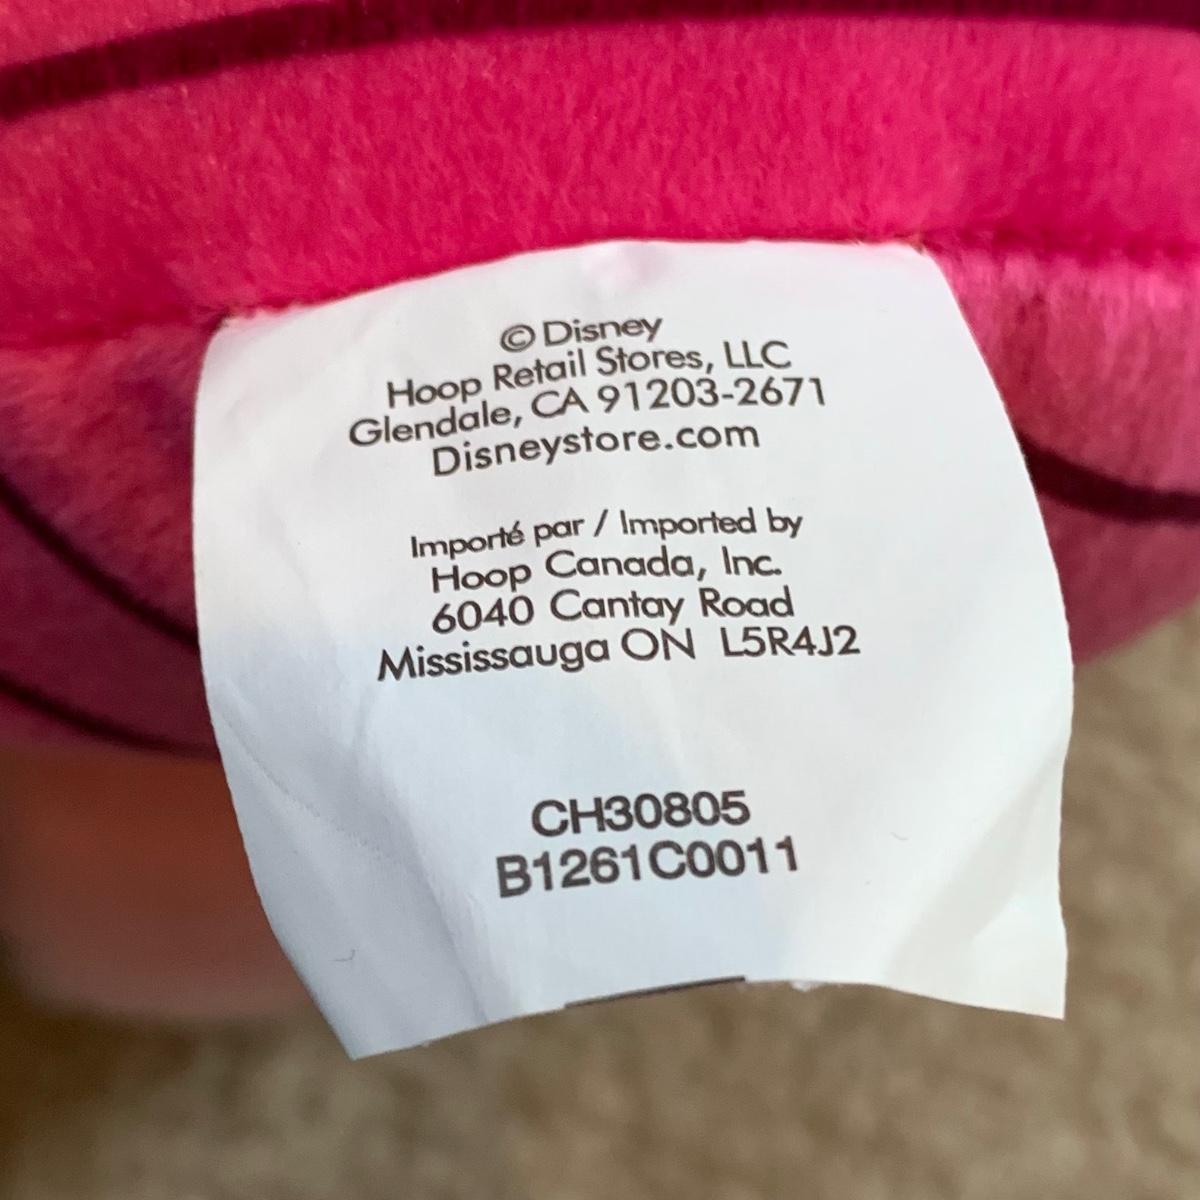 © Disney
Hoop Retail Stores, LLC
Glendale, CA 91203-2671
Disneystore.com
Importé par / Imported by
Hoop Canada, Inc.
6040 Cantay Road
Mississauga ON L5R4J2
CH30805
B1261C0011